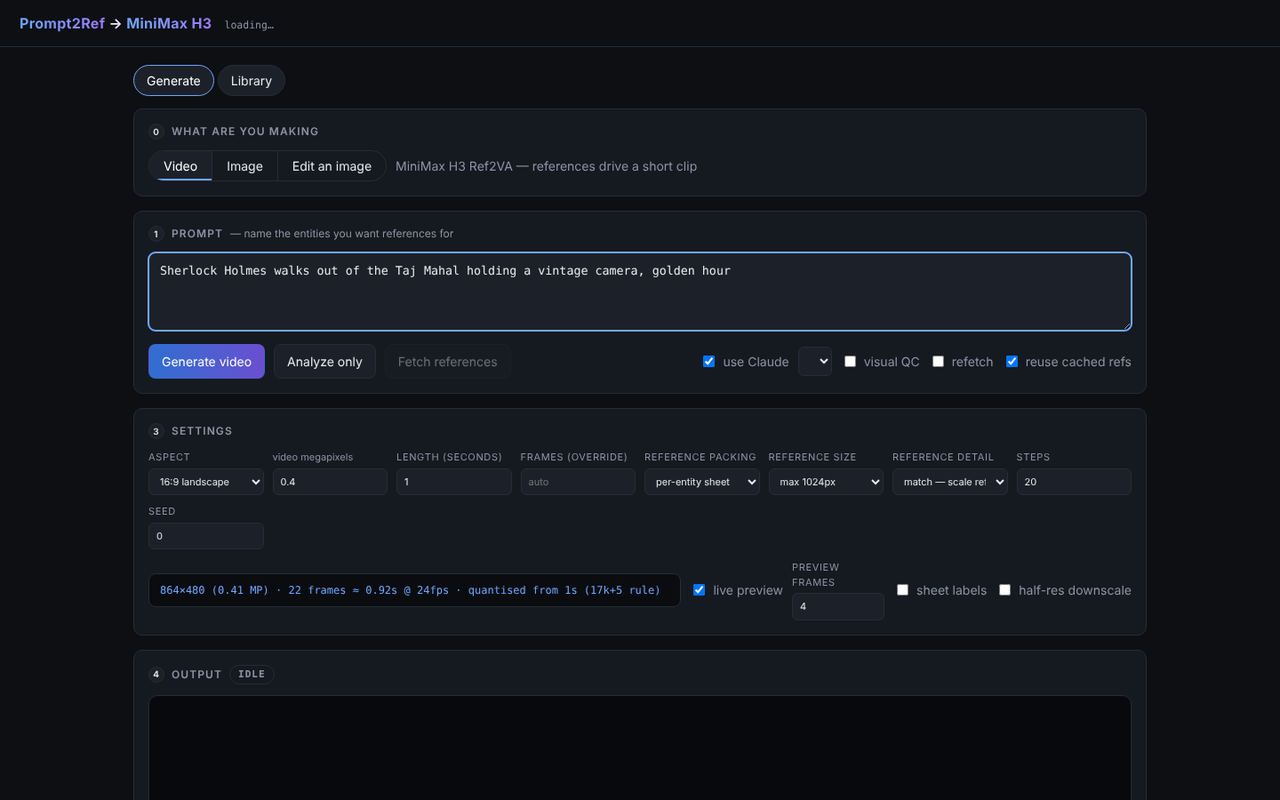 Prompt2Ref → MiniMax H3 loading…
Generate Library
0 WHAT ARE YOU MAKING
Video Image Edit an image MiniMax H3 Ref2VA — references drive a short clip
1 PROMPT — name the entities you want references for
Sherlock Holmes walks out of the Taj Mahal holding a vintage camera, golden hour
Generate video Analyze only Fetch references use Claude visual QC refetch reuse cached refs
3 SETTINGS
ASPECT video megapixels LENGTH (SECONDS) FRAMES (OVERRIDE) REFERENCE PACKING REFERENCE SIZE REFERENCE DETAIL STEPS
16:9 landscape 0.4 1 auto per-entity sheet max 1024px match — scale ref 20
SEED
0
PREVIEW
FRAMES
864×480 (0.41 MP) · 22 frames ≈ 0.92s @ 24fps · quantised from 1s (17k+5 rule) live preview sheet labels half-res downscale
4
4 OUTPUT IDLE